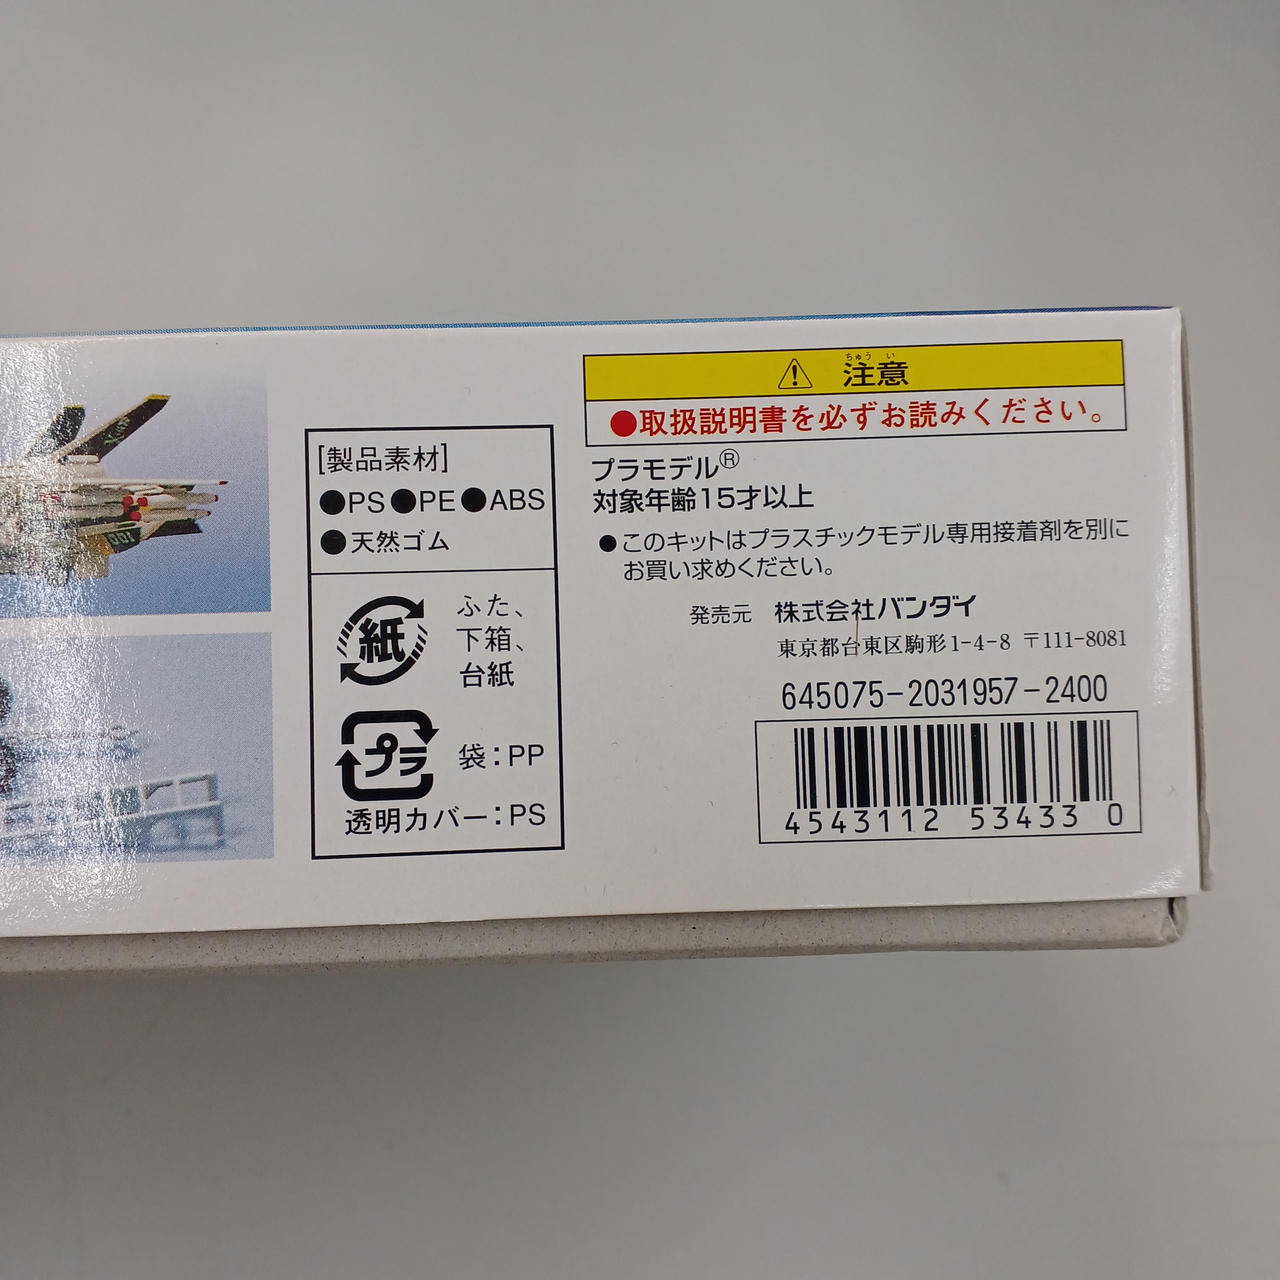 [製品素材]
●PS●PE●ABS
●天然ゴム
紙
ふた、
下箱、
台紙
プラ
袋：PP
透明カバー：PS
ちゅう い
注意
●取扱説明書を必ずお読みください。
プラモデル®
対象年齢15才以上
●このキットはプラスチックモデル専用接着剤を別に
お買い求めください。
発売元 株式会社バンダイ
東京都台東区駒形1-4-8 〒111-8081
645075-2031957-2400
4543112 53433 0
001